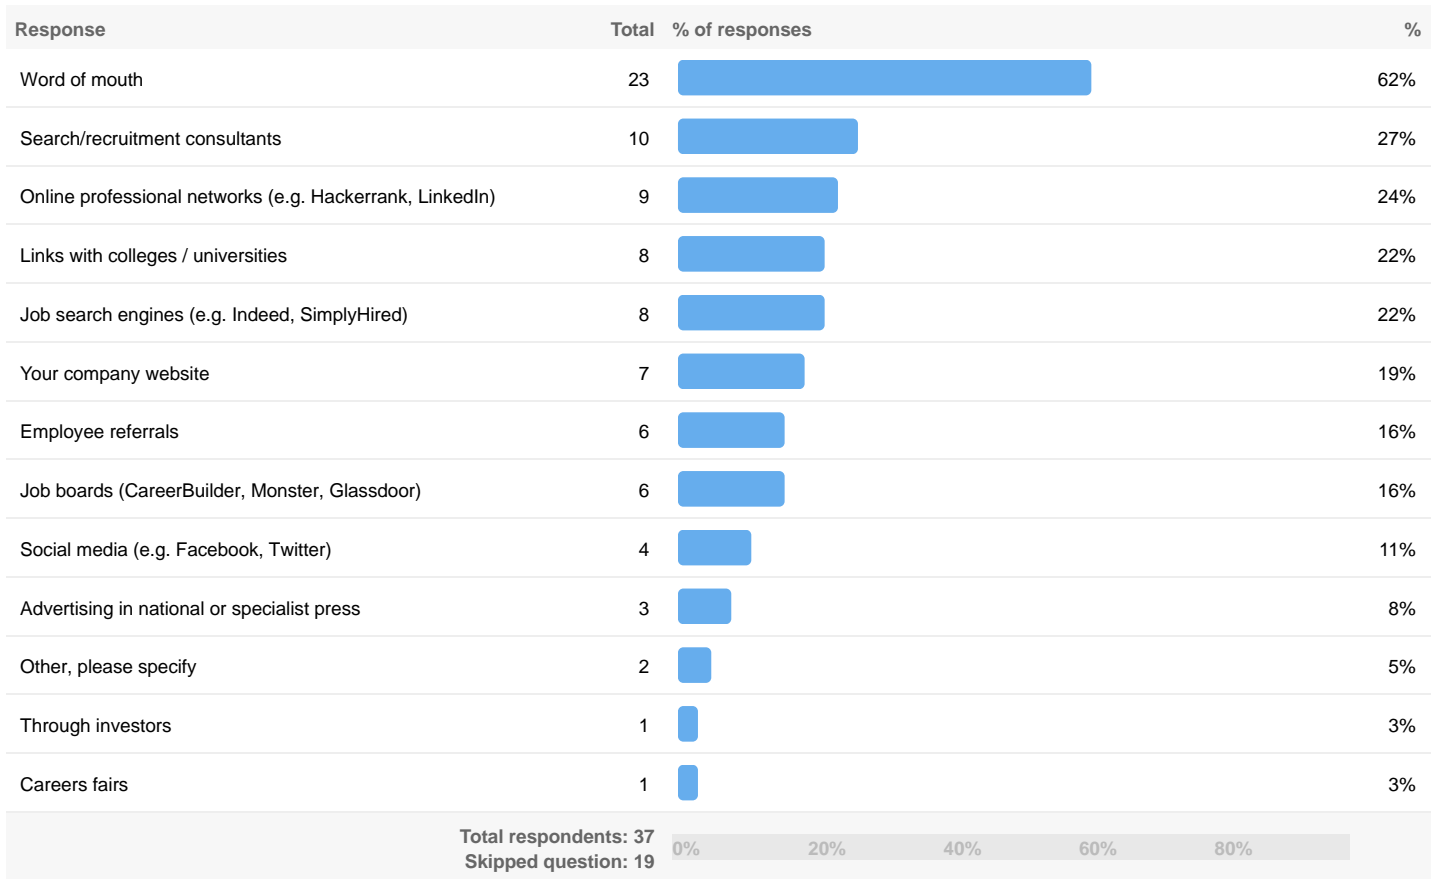 Response Total % of responses %
Word of mouth 23 62%
Search/recruitment consultants 10 27%
Online professional networks (e.g. Hackerrank, LinkedIn) 9 24%
Links with colleges / universities 8 22%
Job search engines (e.g. Indeed, SimplyHired) 8 22%
Your company website 7 19%
Employee referrals 6 16%
Job boards (CareerBuilder, Monster, Glassdoor) 6 16%
Social media (e.g. Facebook, Twitter) 4 11%
Advertising in national or specialist press 3 8%
Other, please specify 2 5%
Through investors 1 3%
Careers fairs 1 3%
Total respondents: 37
Skipped question: 19
0% 20% 40% 60% 80%